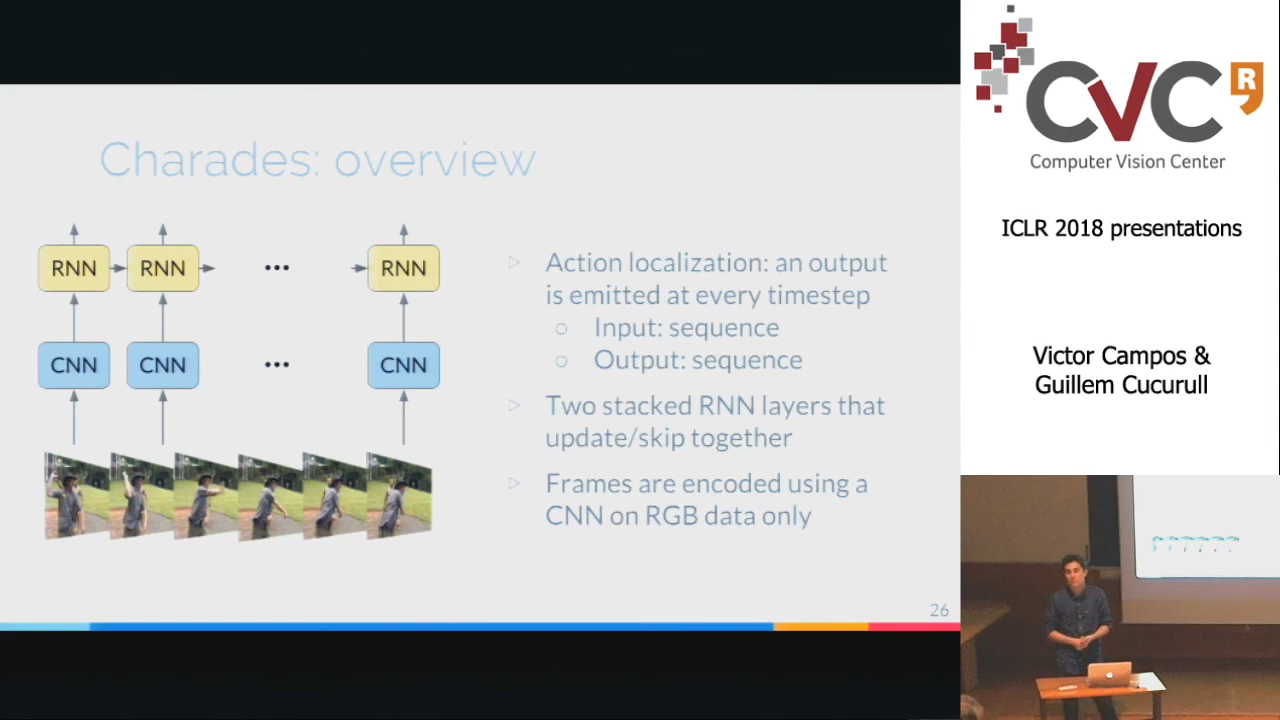 Charades: overview
RNN
RNN
...
RNN
CNN
CNN
...
CNN
Action localization: an output
is emitted at every timestep
Input: sequence
Output: sequence
Two stacked RNN layers that
update/skip together
Frames are encoded using a
CNN on RGB data only
26
CVC
R
Computer Vision Center
ICLR 2018 presentations
Victor Campos &
Guillem Cucurull